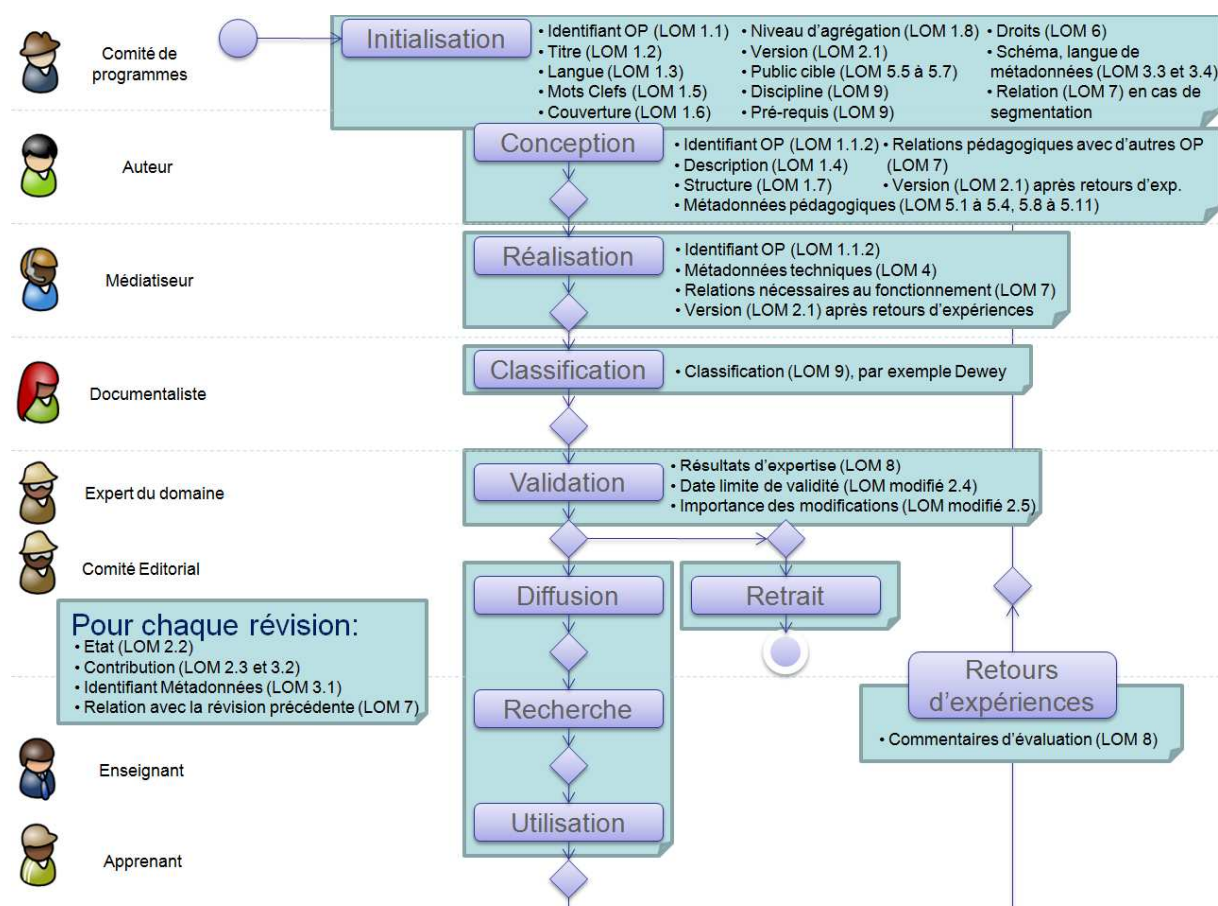 Comité de
programmes
Initialisation
• Identifiant OP (LOM 1.1)
• Titre (LOM 1.2)
• Langue (LOM 1.3)
• Mots Clefs (LOM 1.5)
• Couverture (LOM 1.6)
• Niveau d'agrégation (LOM 1.8)
• Version (LOM 2.1)
• Public cible (LOM 5.5 à 5.7)
• Discipline (LOM 9)
• Pré-requis (LOM 9)
• Droits (LOM 6)
• Schéma, langue de
métadonnées (LOM 3.3 et 3.4)
• Relation (LOM 7) en cas de
segmentation
Auteur
Conception
• Identifiant OP (LOM 1.1.2)
• Description (LOM 1.4)
• Structure (LOM 1.7)
• Relations pédagogiques avec d'autres OP
(LOM 7)
• Version (LOM 2.1) après retours d'exp.
• Métadonnées pédagogiques (LOM 5.1 à 5.4, 5.8 à 5.11)
Médiatiseur
Réalisation
• Identifiant OP (LOM 1.1.2)
• Métadonnées techniques (LOM 4)
• Relations nécessaires au fonctionnement (LOM 7)
• Version (LOM 2.1) après retours d'expériences
Documentaliste
Classification
• Classification (LOM 9), par exemple Dewey
Expert du domaine
Validation
• Résultats d'expertise (LOM 8)
• Date limite de validité (LOM modifié 2.4)
• Importance des modifications (LOM modifié 2.5)
Comité Editorial
Diffusion
Retrait
Pour chaque révision:
• Etat (LOM 2.2)
• Contribution (LOM 2.3 et 3.2)
• Identifiant Métadonnées (LOM 3.1)
• Relation avec la révision précédente (LOM 7)
Recherche
Retours
d'expériences
• Commentaires d'évaluation (LOM 8)
Enseignant
Utilisation
Apprenant